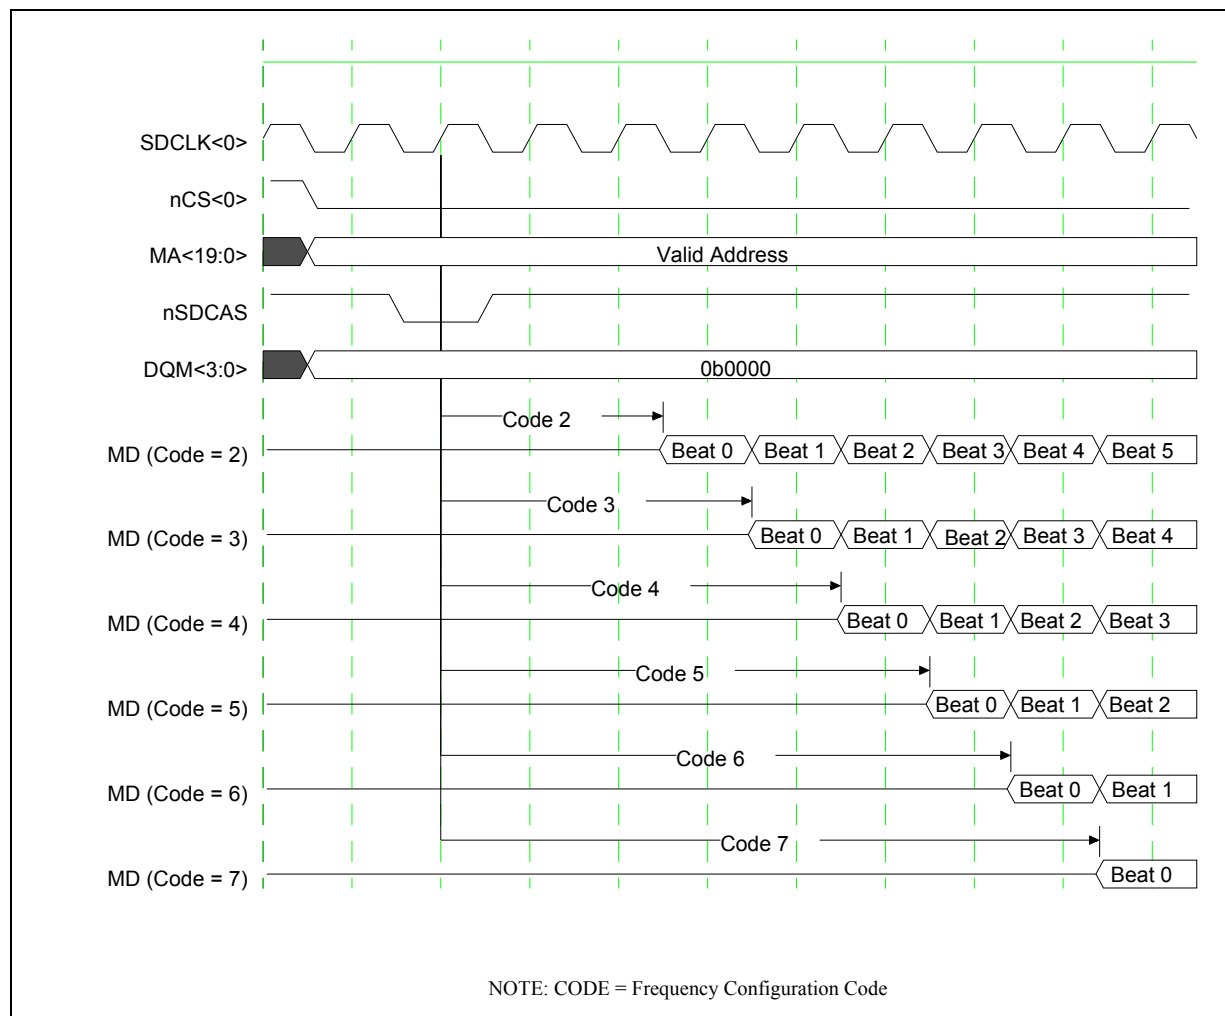 SDCLK<0>
nCS<0>
MA<19:0>
Valid Address
nSDCAS
DQM<3:0>
0b0000
Code 2
MD (Code = 2)
Beat 0 Beat 1 Beat 2 Beat 3 Beat 4 Beat 5
Code 3
MD (Code = 3)
Beat 0 Beat 1 Beat 2 Beat 3 Beat 4
Code 4
MD (Code = 4)
Beat 0 Beat 1 Beat 2 Beat 3
Code 5
MD (Code = 5)
Beat 0 Beat 1 Beat 2
Code 6
MD (Code = 6)
Beat 0 Beat 1
Code 7
MD (Code = 7)
Beat 0
NOTE: CODE = Frequency Configuration Code